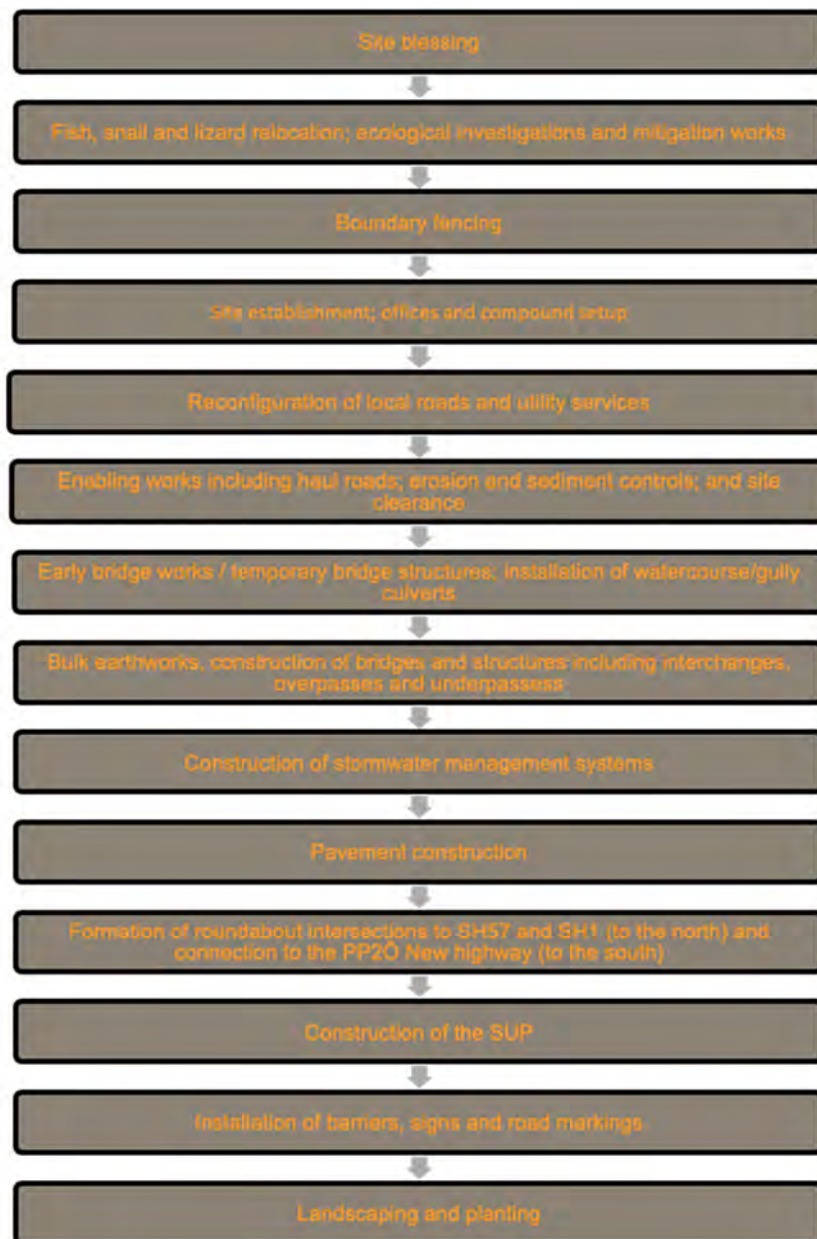 Site blessing
Fish, snail and lizard relocation; ecological investigations and mitigation works
Boundary fencing
Site establishment; offices and compound setup
Reconfiguration of local roads and utility services
Enabling works including haul roads; erosion and sediment controls; and site
clearance
Early bridge works / temporary bridge structures; installation of watercourse/gully
culverts
Bulk earthworks, construction of bridges and structures including interchanges,
overpasses and underpassess
Construction of stormwater management systems
Pavement construction
Formation of roundabout intersections to SH57 and SH1 (to the north) and
connection to the PP2Ō New highway (to the south)
Construction of the SUP
Installation of barriers, signs and road markings
Landscaping and planting